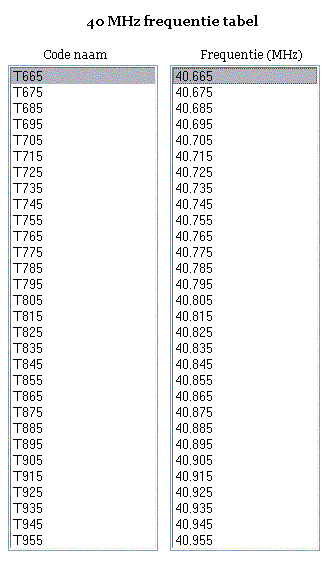 40 MHz frequentie tabel
Code naam Frequentie (MHz)
T665 40.665
T675 40.675
T685 40.685
T695 40.695
T705 40.705
T715 40.715
T725 40.725
T735 40.735
T745 40.745
T755 40.755
T765 40.765
T775 40.775
T785 40.785
T795 40.795
T805 40.805
T815 40.815
T825 40.825
T835 40.835
T845 40.845
T855 40.855
T865 40.865
T875 40.875
T885 40.885
T895 40.895
T905 40.905
T915 40.915
T925 40.925
T935 40.935
T945 40.945
T955 40.955